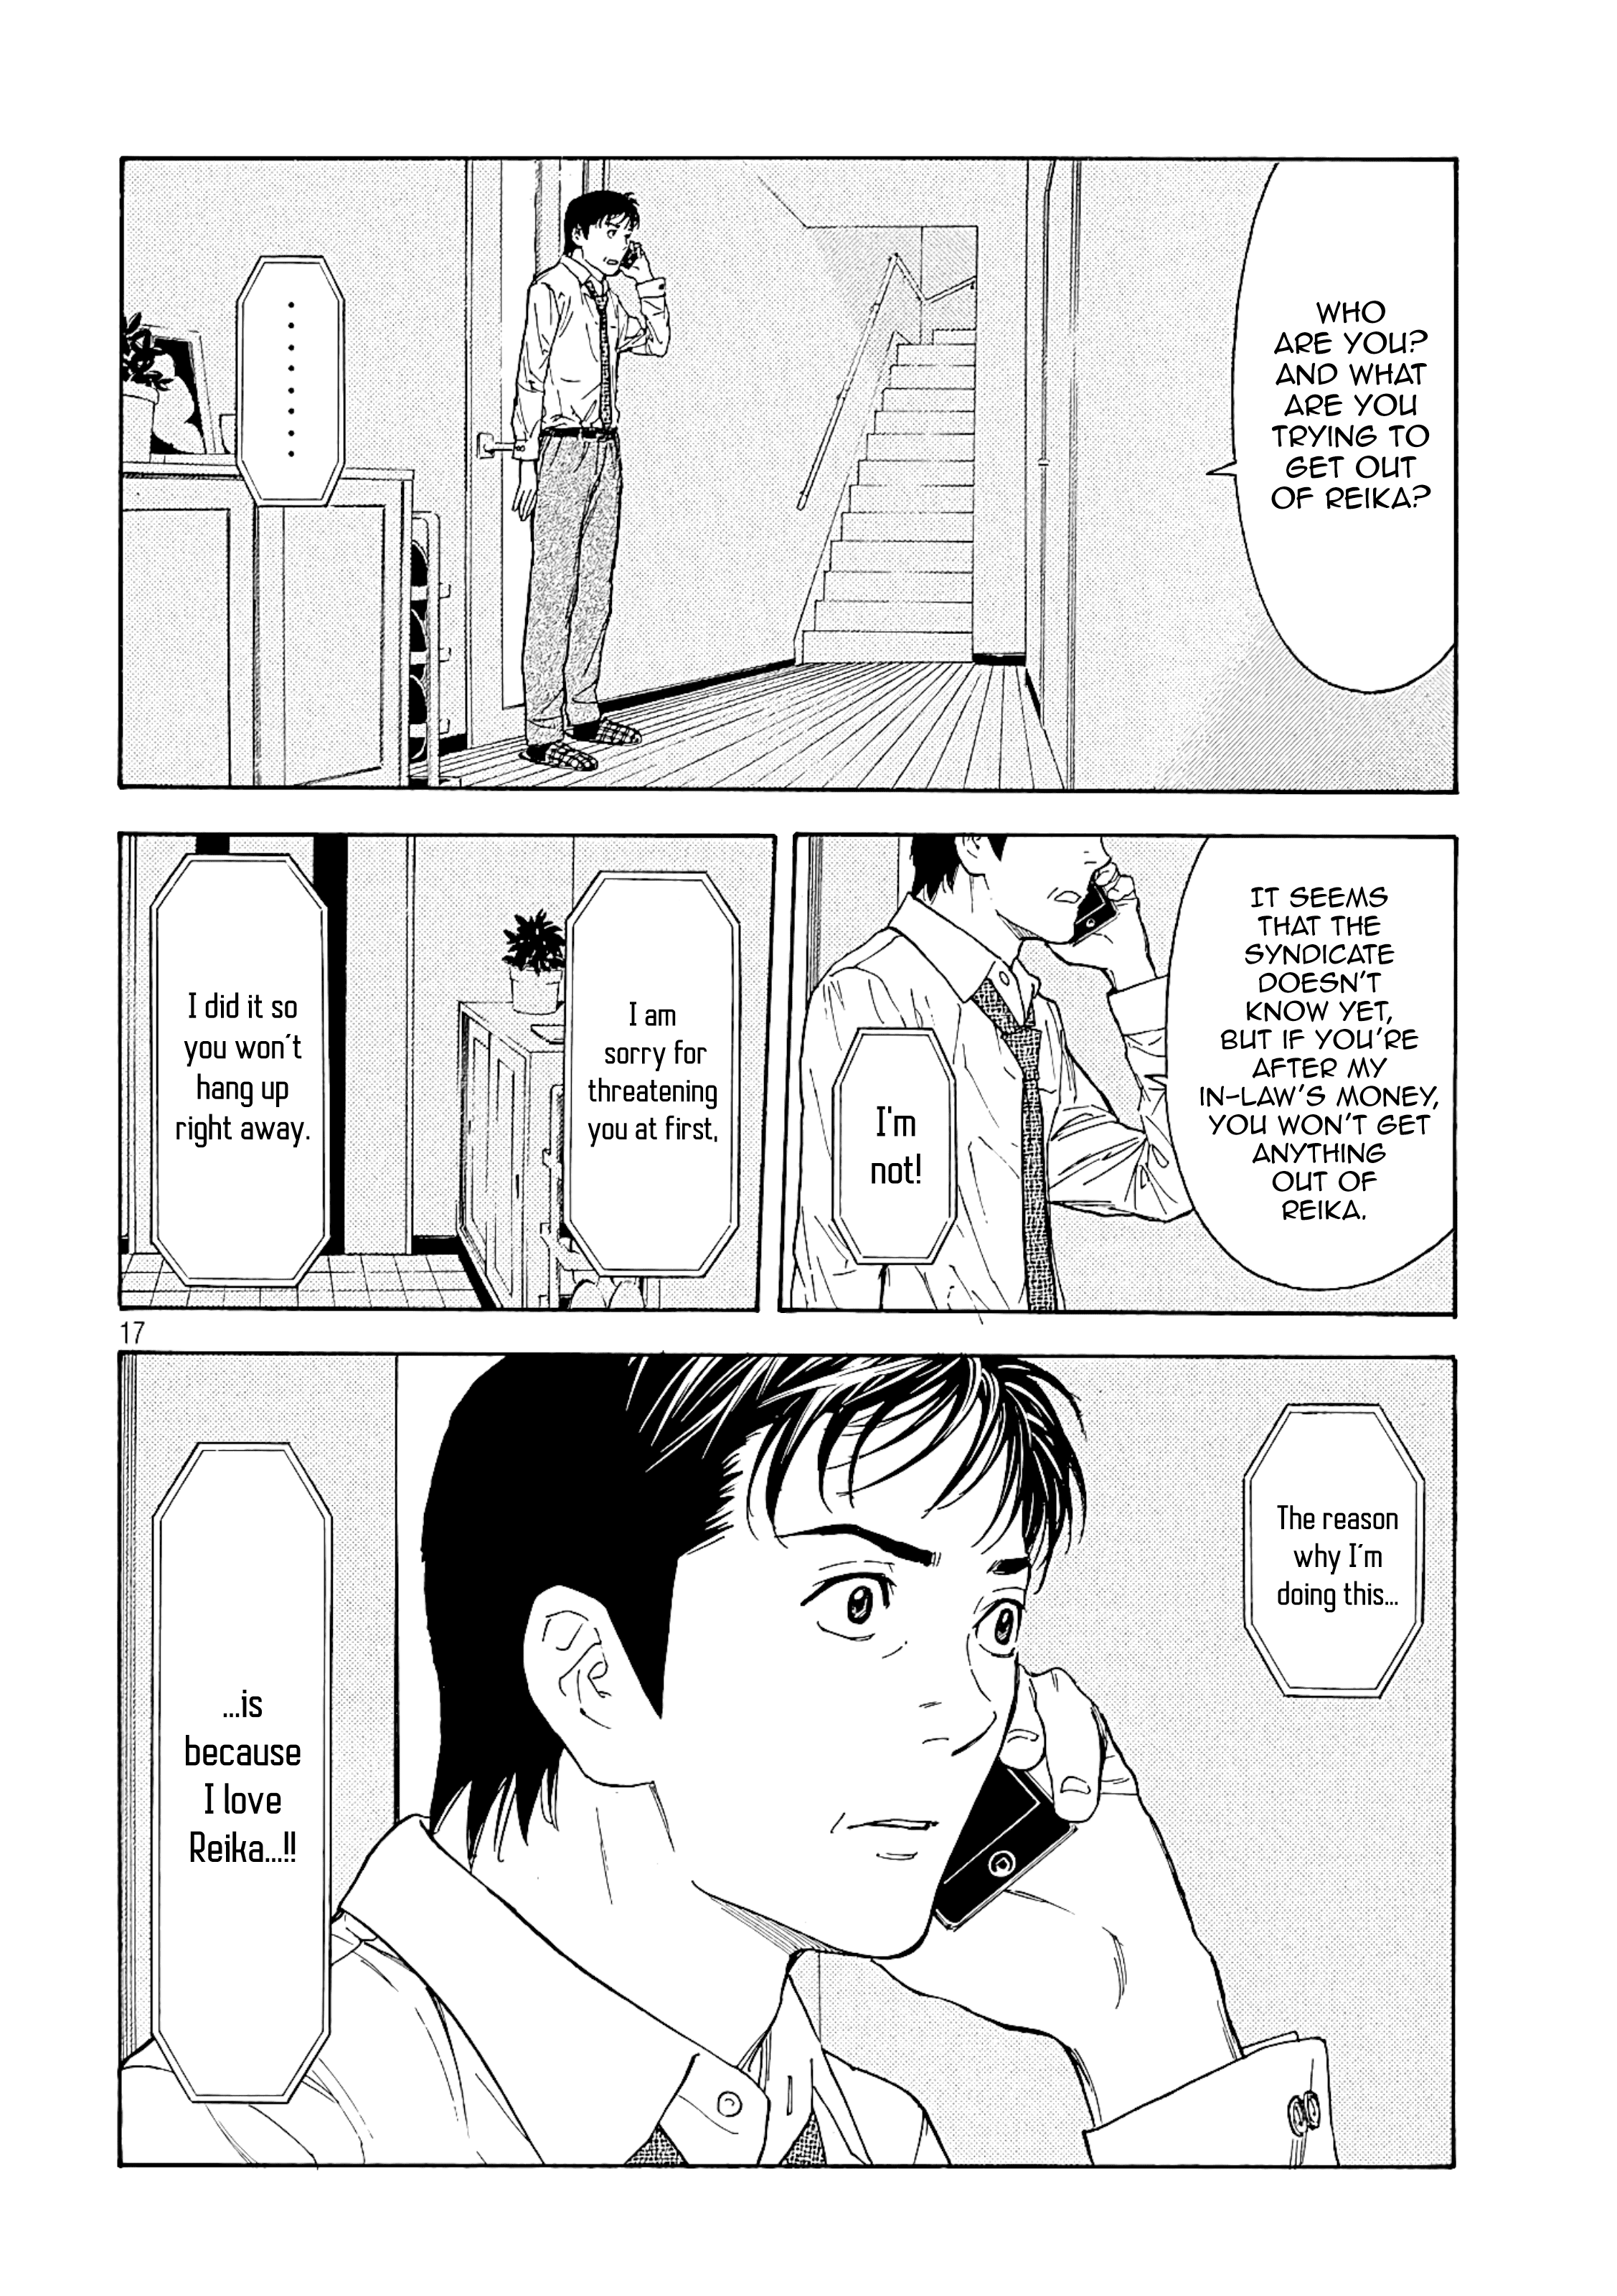 WHO
ARE YOU?
AND WHAT
ARE YOU
TRYING TO
GET OUT
OF REIKA?
........
IT SEEMS
THAT THE
SYNDICATE
DOESN'T
KNOW YET,
BUT IF YOU'RE
AFTER MY
IN-LAW'S MONEY,
YOU WON'T GET
ANYTHING
OUT OF
REIKA.
I'm
not!
I am
sorry for
threatening
you at first,
I did it so
you won't
hang up
right away.
17
The reason
why I'm
doing this...
...is
because
I love
Reika...!!